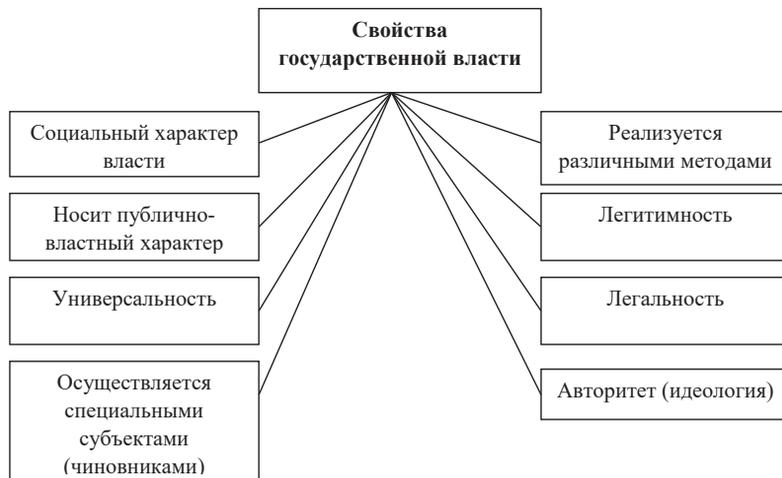 Свойства
государственной власти
Социальный характер
власти
Носит публично-
властный характер
Универсальность
Осуществляется
специальными
субъектами
(чиновниками)
Реализуется
различными методами
Легитимность
Легальность
Авторитет (идеология)